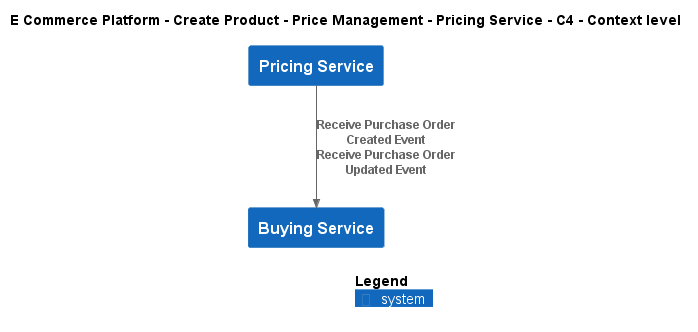 E Commerce Platform - Create Product - Price Management - Pricing Service - C4 - Context level
Pricing Service
Receive Purchase Order
Created Event
Receive Purchase Order
Updated Event
Buying Service
Legend
system